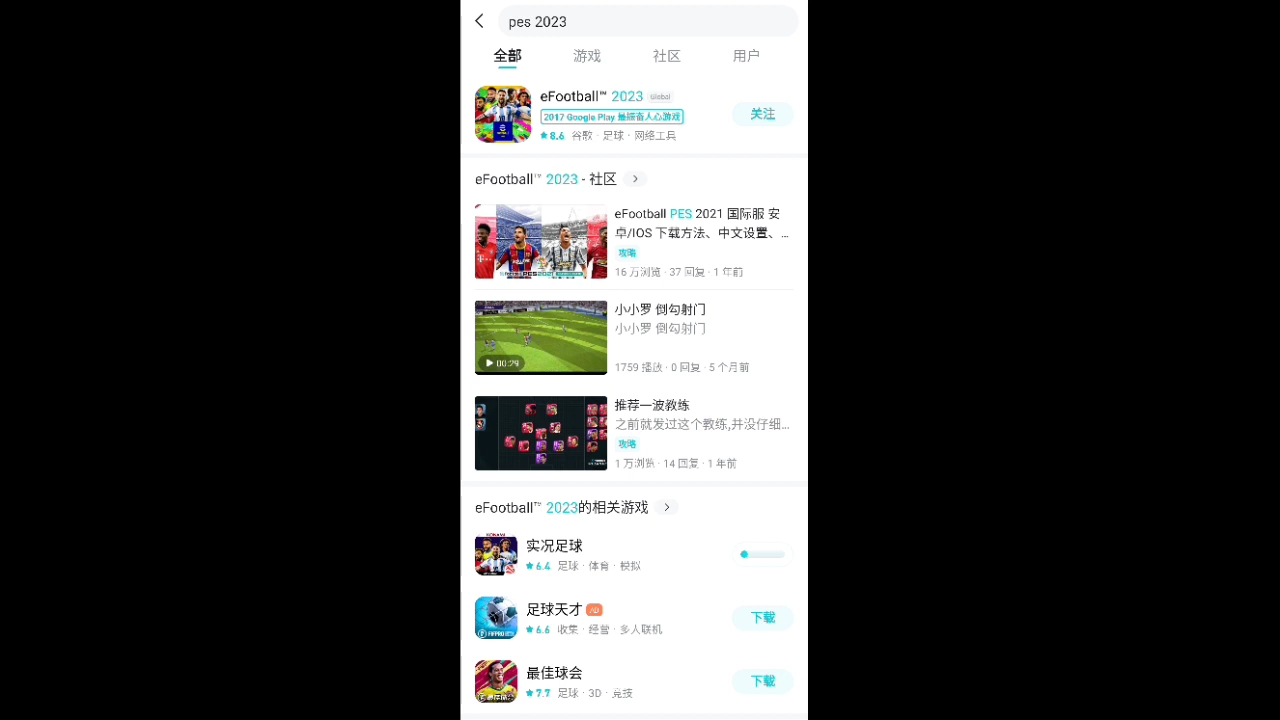 pes 2023
全部
游戏
社区
用户
eFootball™ 2023 Global
2017 Google Play 最振奋人心游戏
8.6 谷歌 · 足球 · 网络工具
关注
eFootball™ 2023 - 社区
eFootball PES 2021 国际服 安
卓/IOS 下载方法、中文设置、...
攻略
16 万浏览 · 37 回复 · 1 年前
00:29
小小罗 倒勾射门
小小罗 倒勾射门
1759 播放 · 0 回复 · 5 个月前
推荐一波教练
之前就发过这个教练,并没仔细...
攻略
1 万浏览 · 14 回复 · 1 年前
eFootball™ 2023的相关游戏
KONAMI
实况足球
6.4 足球 · 体育 · 模拟
足球天才 AD
6.6 收集 · 经营 · 多人联机
下载
FIFPRO
最佳球会
7.7 足球 · 3D · 竞技
下载